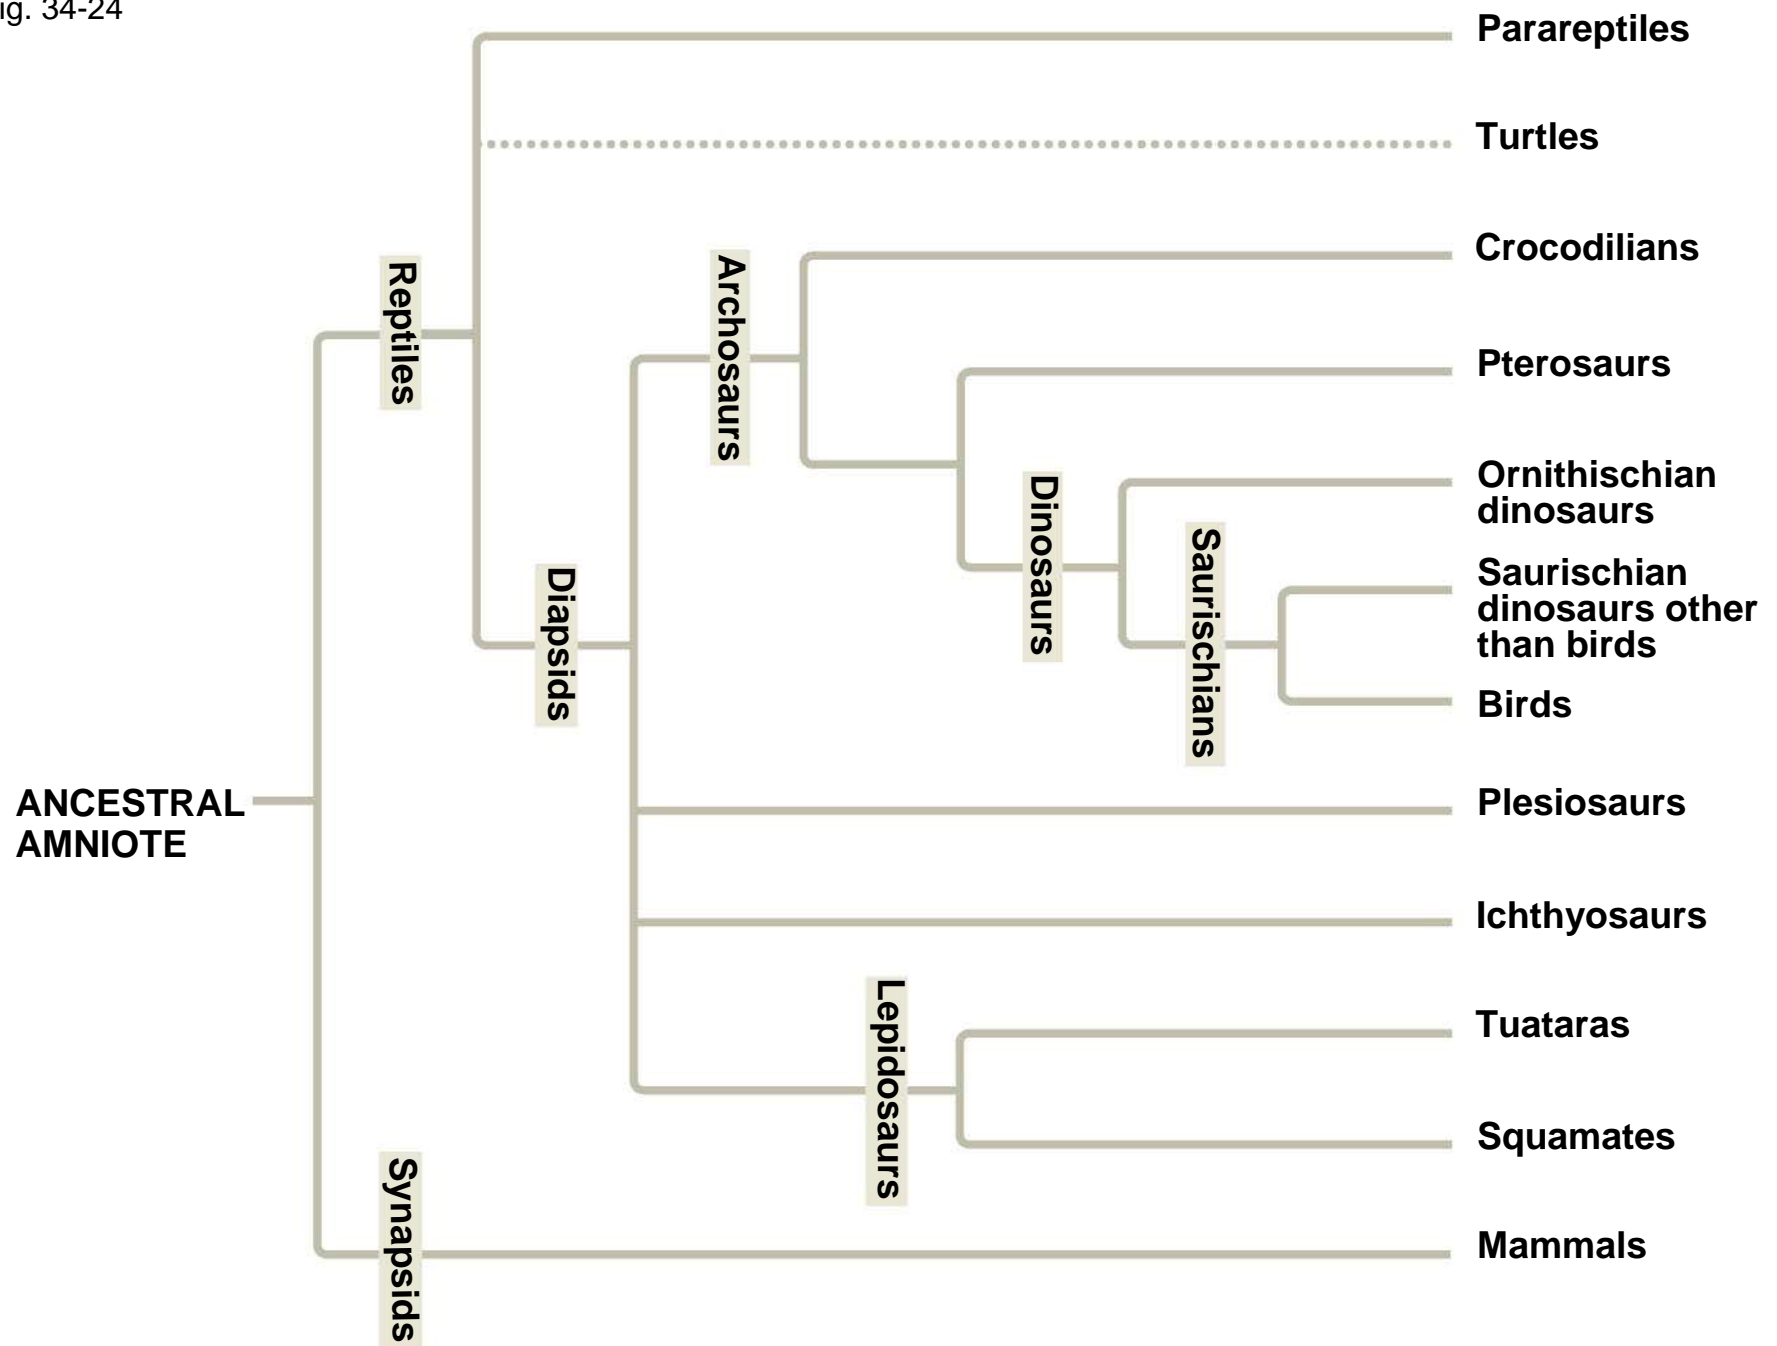 ig. 34-24
Parareptiles
Turtles
Crocodilians
Reptiles
Archosaurs
Pterosaurs
Ornithischian
dinosaurs
Dinosaurs
Saurischians
Saurischian
dinosaurs other
than birds
Diapsids
Birds
ANCESTRAL
AMNIOTE
Plesiosaurs
Ichthyosaurs
Lepidosaurs
Tuataras
Squamates
Synapsids
Mammals